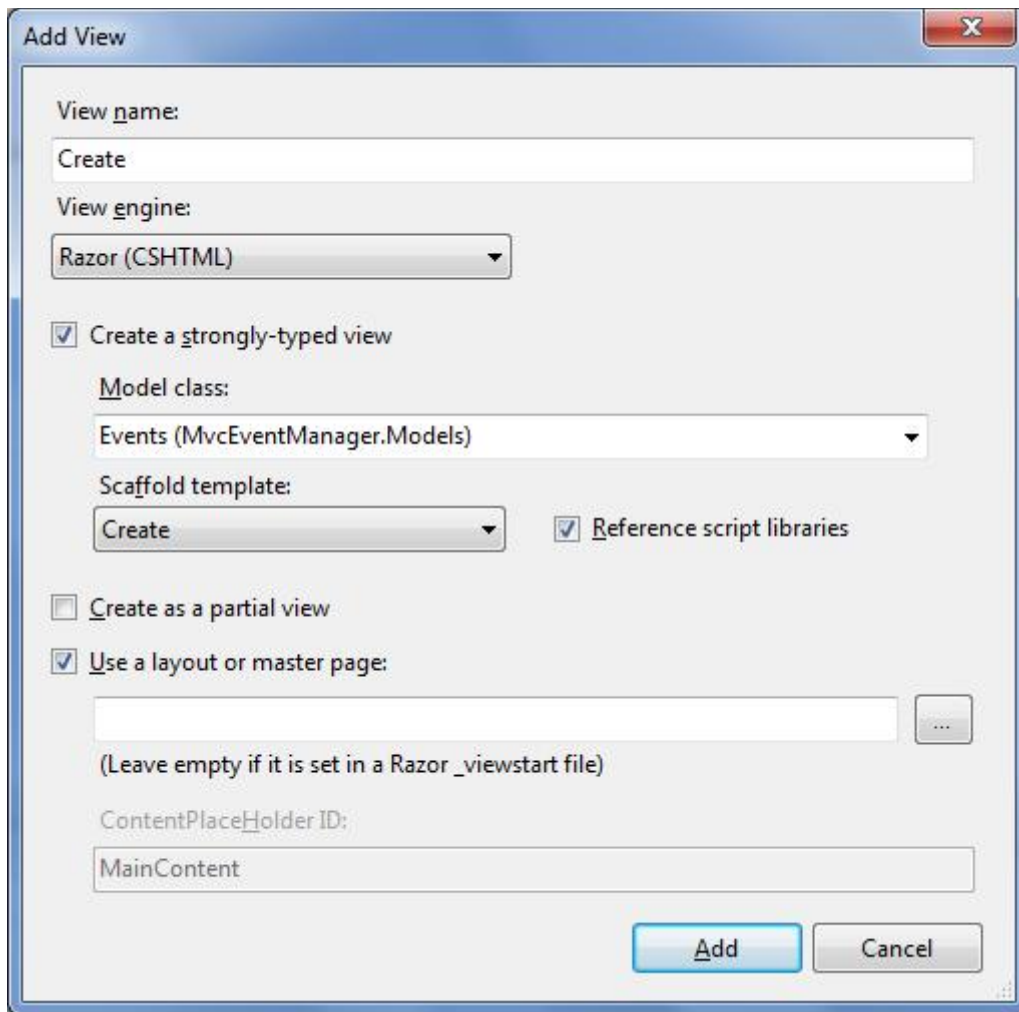 Add View
View name:
Create
View engine:
Razor (CSHTML)
Create a strongly-typed view
Model class:
Events (MvcEventManager.Models)
Scaffold template:
Create
Reference script libraries
Create as a partial view
Use a layout or master page:
...
(Leave empty if it is set in a Razor _viewstart file)
ContentPlaceHolder ID:
MainContent
Add
Cancel